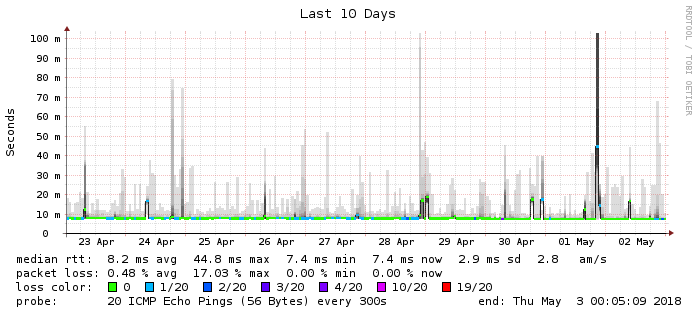 Last 10 Days
RRDTOOL / TOBI OETIKER
Seconds
100 m
90 m
80 m
70 m
60 m
50 m
40 m
30 m
20 m
10 m
0
23 Apr 24 Apr 25 Apr 26 Apr 27 Apr 28 Apr 29 Apr 30 Apr 01 May 02 May
median rtt: 8.2 ms avg 44.8 ms max 7.4 ms min 7.4 ms now 2.9 ms sd 2.8 am/s
packet loss: 0.48 % avg 17.03 % max 0.00 % min 0.00 % now
loss color: 0 1/20 2/20 3/20 4/20 10/20 19/20
probe: 20 ICMP Echo Pings (56 Bytes) every 300s end: Thu May 3 00:05:09 2018